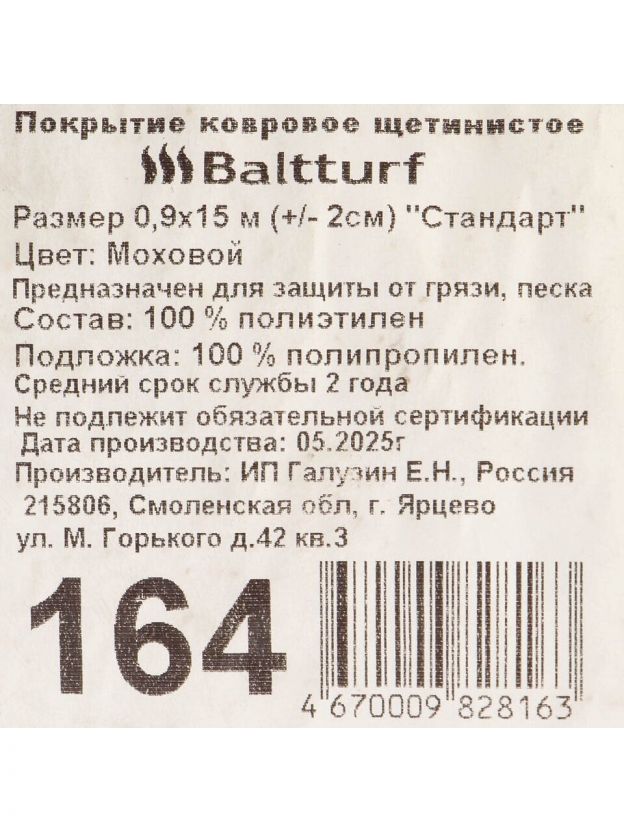 Покрытие ковровое щетинистое
Baltturf
Размер 0,9х15 м (+/- 2см) "Стандарт"
Цвет: Моховой
Предназначен для защиты от грязи, песка
Состав: 100 % полиэтилен
Подложка: 100 % полипропилен.
Средний срок службы 2 года
Не подлежит обязательной сертификации
Дата производства: 05.2025г
Производитель: ИП Галузин Е.Н., Россия
215806, Смоленская обл, г. Ярцево
ул. М. Горького д.42 кв.3
164
4 670009 828163